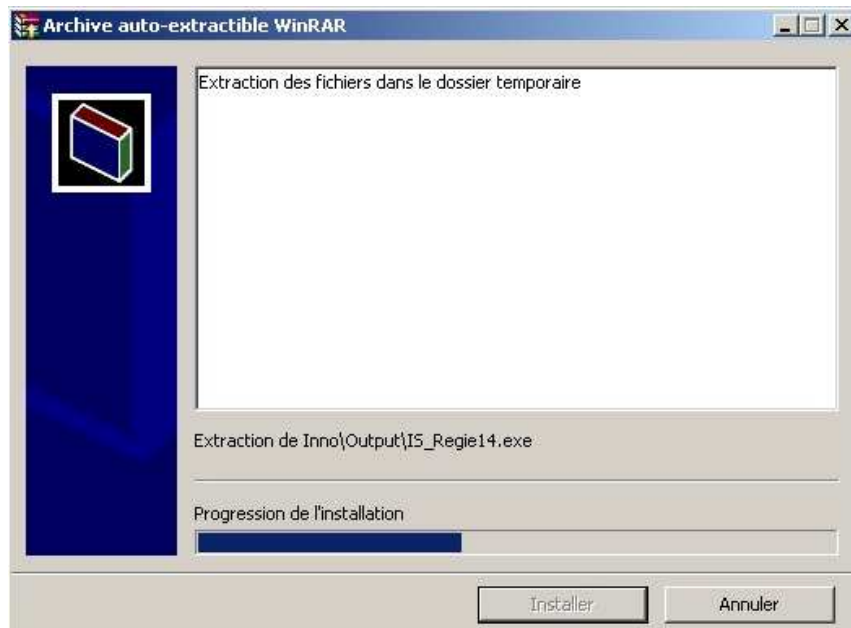 Archive auto-extractible WinRAR
Extraction des fichiers dans le dossier temporaire
Extraction de Inno\Output\IS_Regie14.exe
Progression de l'installation
Installer
Annuler